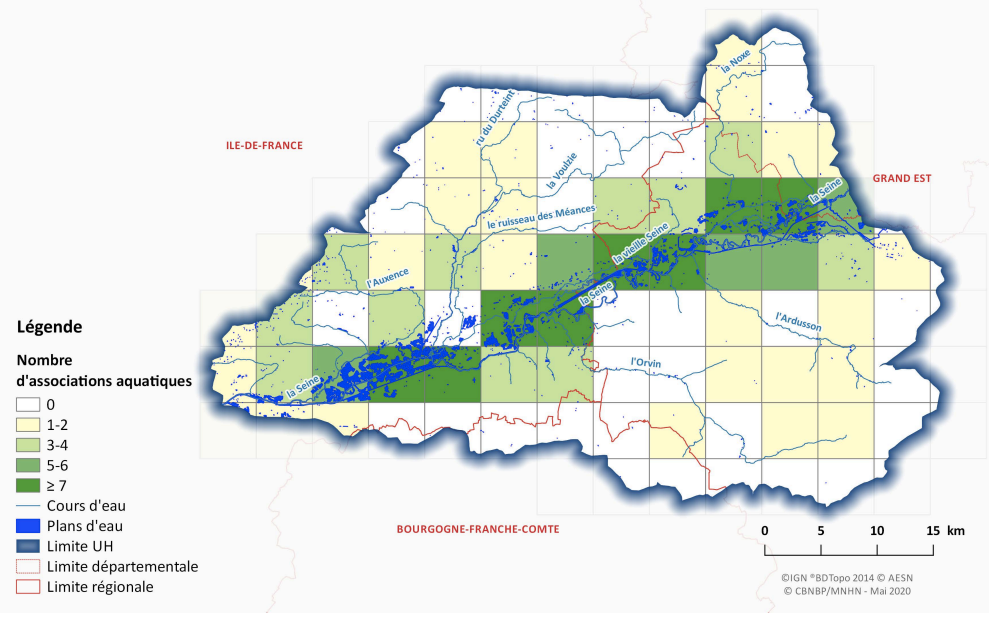 la Noxe
ru du Durteint
ILE-DE-FRANCE
la Voulzie
GRAND EST
la Seine
le ruisseau des Méances
la vieille Seine
l'Auxence
la Seine
l'Ardusson
l'Orvin
la Seine
Légende
Nombre
d'associations aquatiques
0
1-2
3-4
5-6
≥ 7
Cours d'eau
Plans d'eau
Limite UH
Limite départementale
Limite régionale
BOURGOGNE-FRANCHE-COMTE
0 5 10 15 km
©IGN ®BDTopo 2014 © AESN
© CBNBP/MNHN - Mai 2020